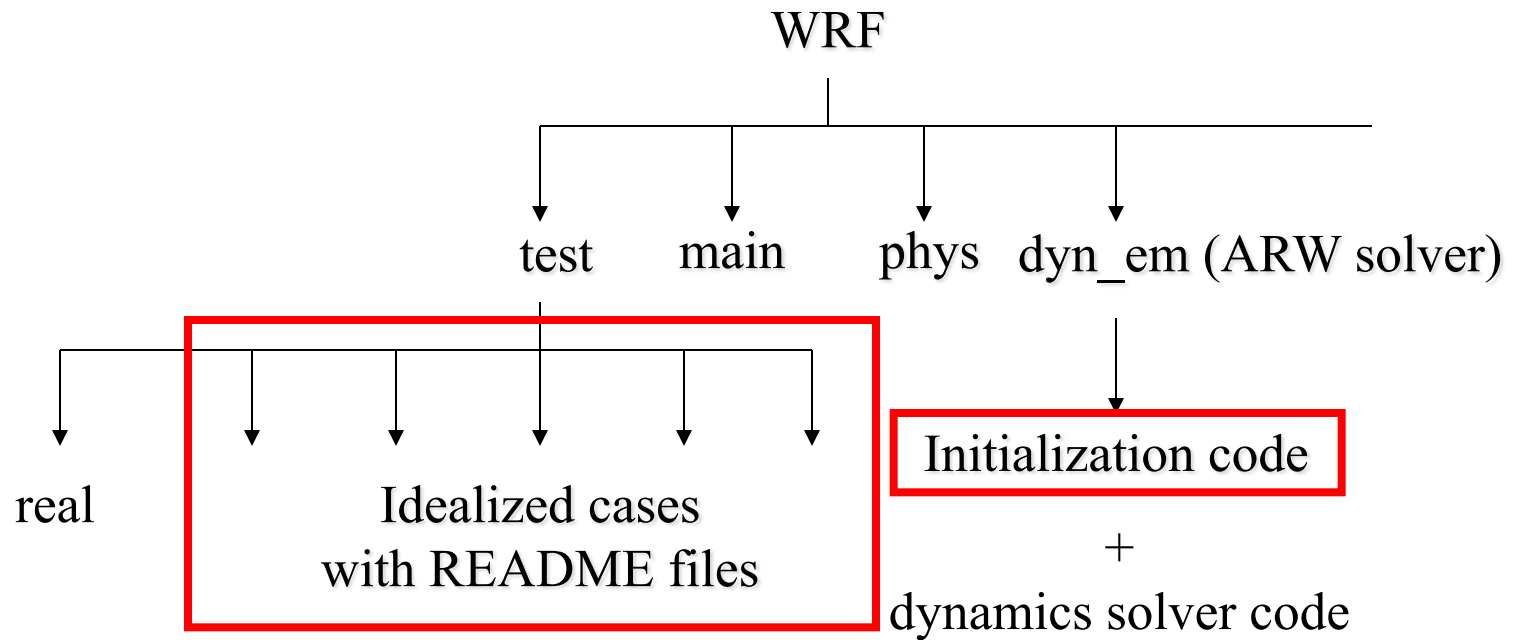 WRF
test
main
phys
dyn_em (ARW solver)
real
Idealized cases
with README files
Initialization code
+
dynamics solver code